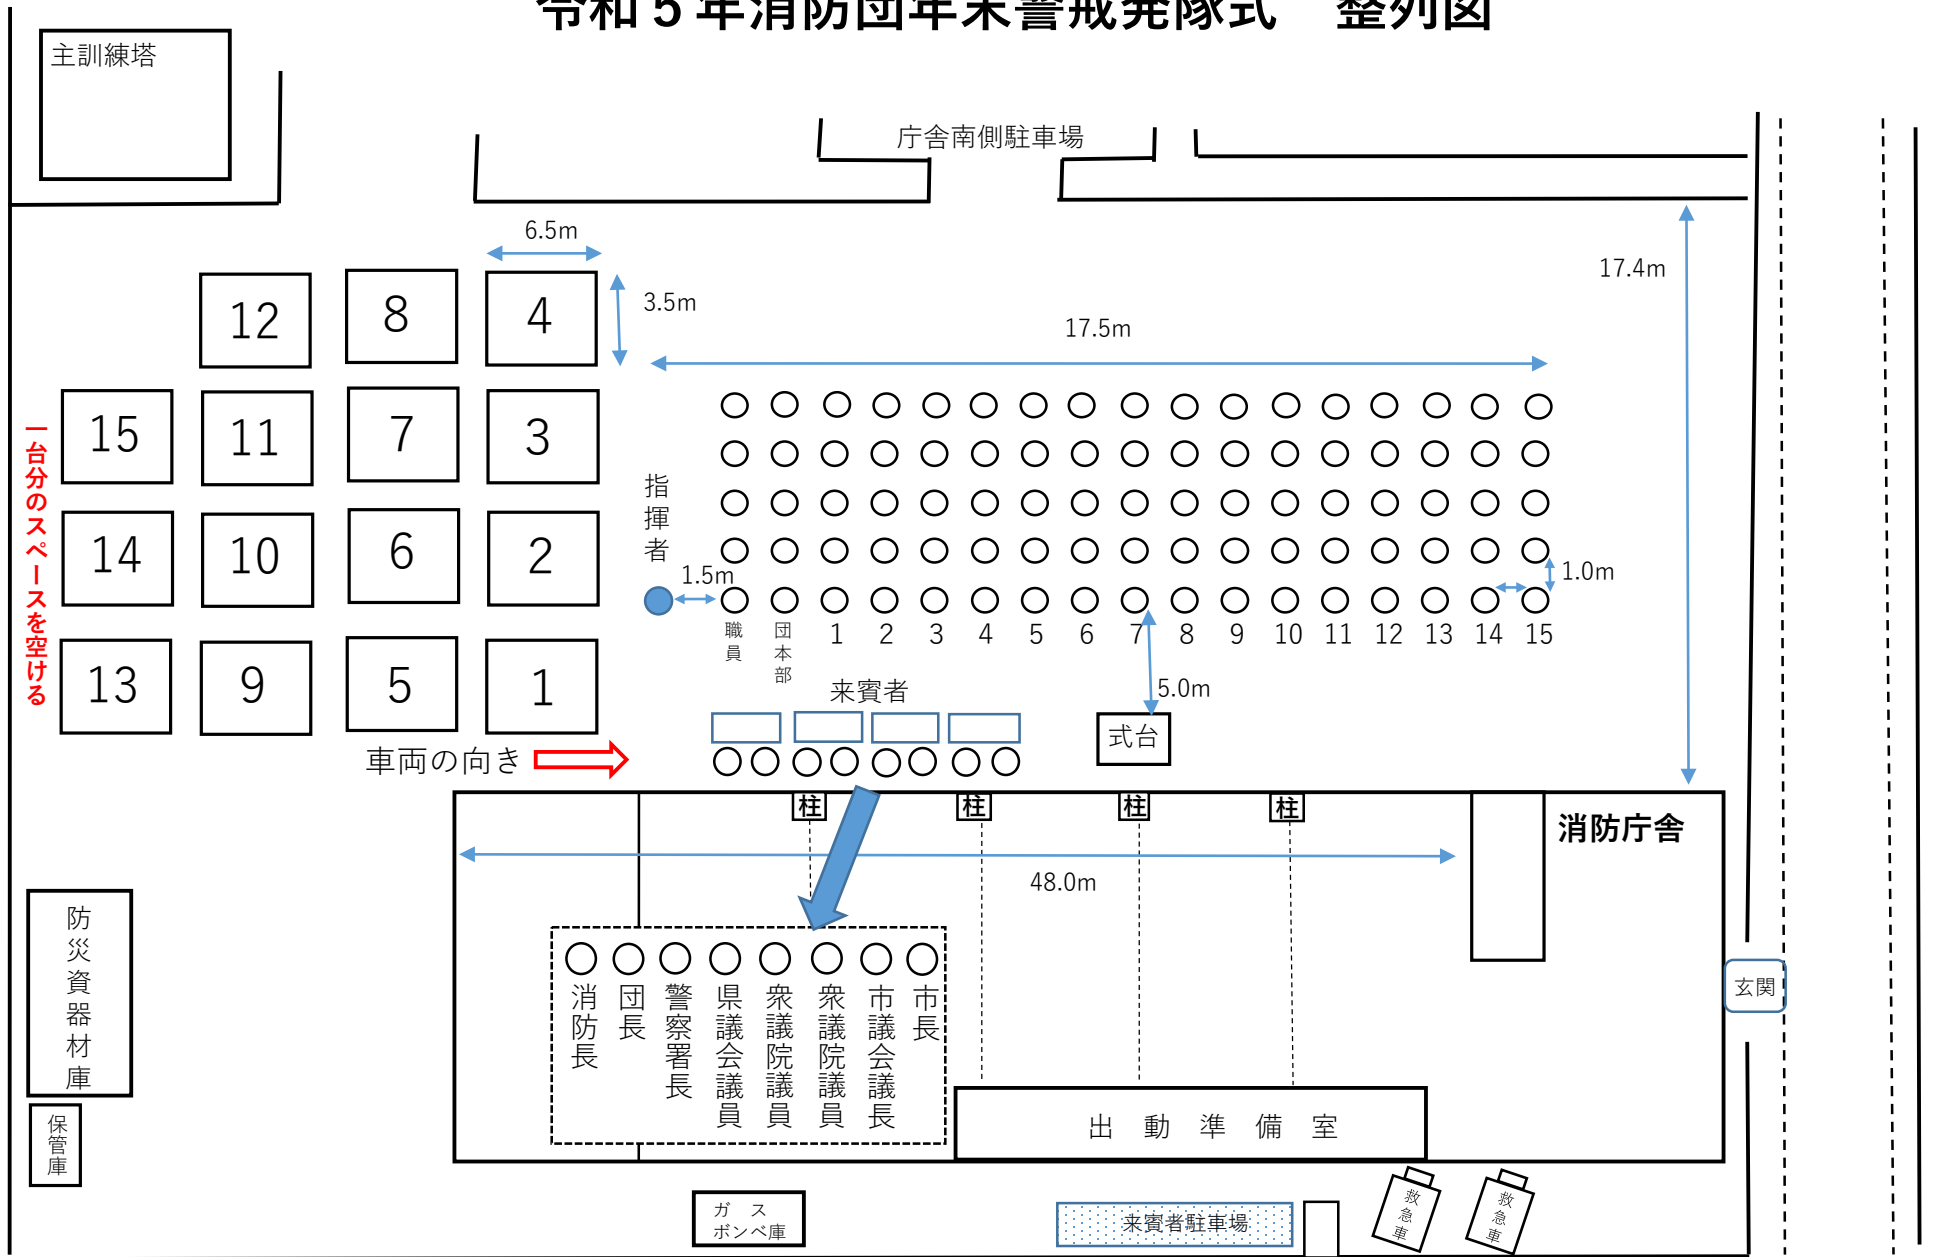 令和５年消防団年末警戒発隊式　整列図
主訓練塔
庁舎南側駐車場
6.5m
3.5m
17.4m
17.5m
12
8
4
15
11
7
3
14
10
6
2
13
9
5
1
一台分のスペースを空ける
指揮者
1.5m
1.0m
職員
団本部
1
2
3
4
5
6
7
8
9
10
11
12
13
14
15
来賓者
5.0m
式台
車両の向き
柱
柱
柱
柱
消防庁舎
48.0m
防災資器材庫
保管庫
消防長
団長
警察署長
県議会議員
衆議院議員
衆議院議員
市議会議長
市長
玄関
出動準備室
ガス
ボンベ庫
来賓者駐車場
救急車
救急車